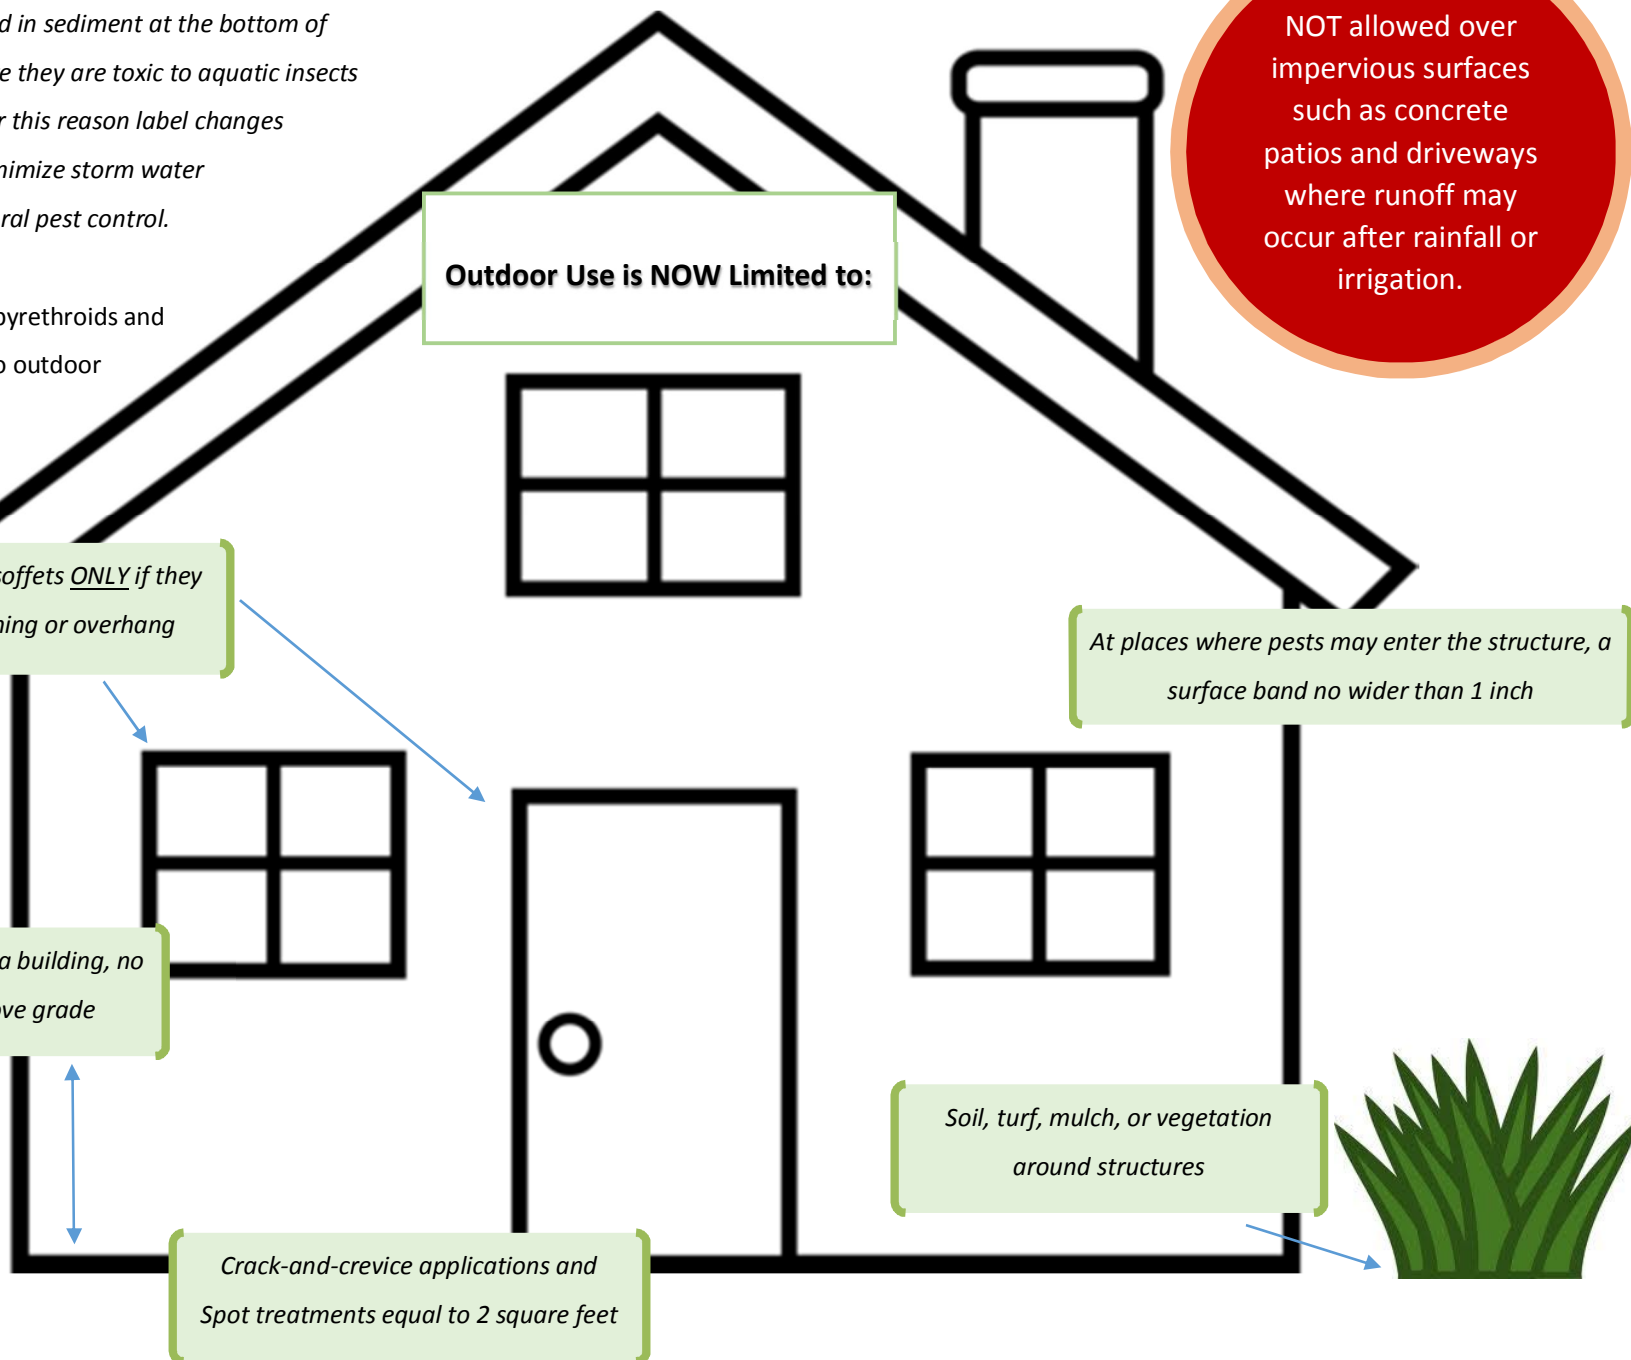 d in sediment at the bottom of
e they are toxic to aquatic insects
r this reason label changes
nimize storm water
ral pest control.
pyrethroids and
o outdoor
NOT allowed over
impervious surfaces
such as concrete
patios and driveways
where runoff may
occur after rainfall or
irrigation.
Outdoor Use is NOW Limited to:
soffets ONLY if they
ning or overhang
At places where pests may enter the structure, a
surface band no wider than 1 inch
a building, no
ove grade
Soil, turf, mulch, or vegetation
around structures
Crack-and-crevice applications and
Spot treatments equal to 2 square feet